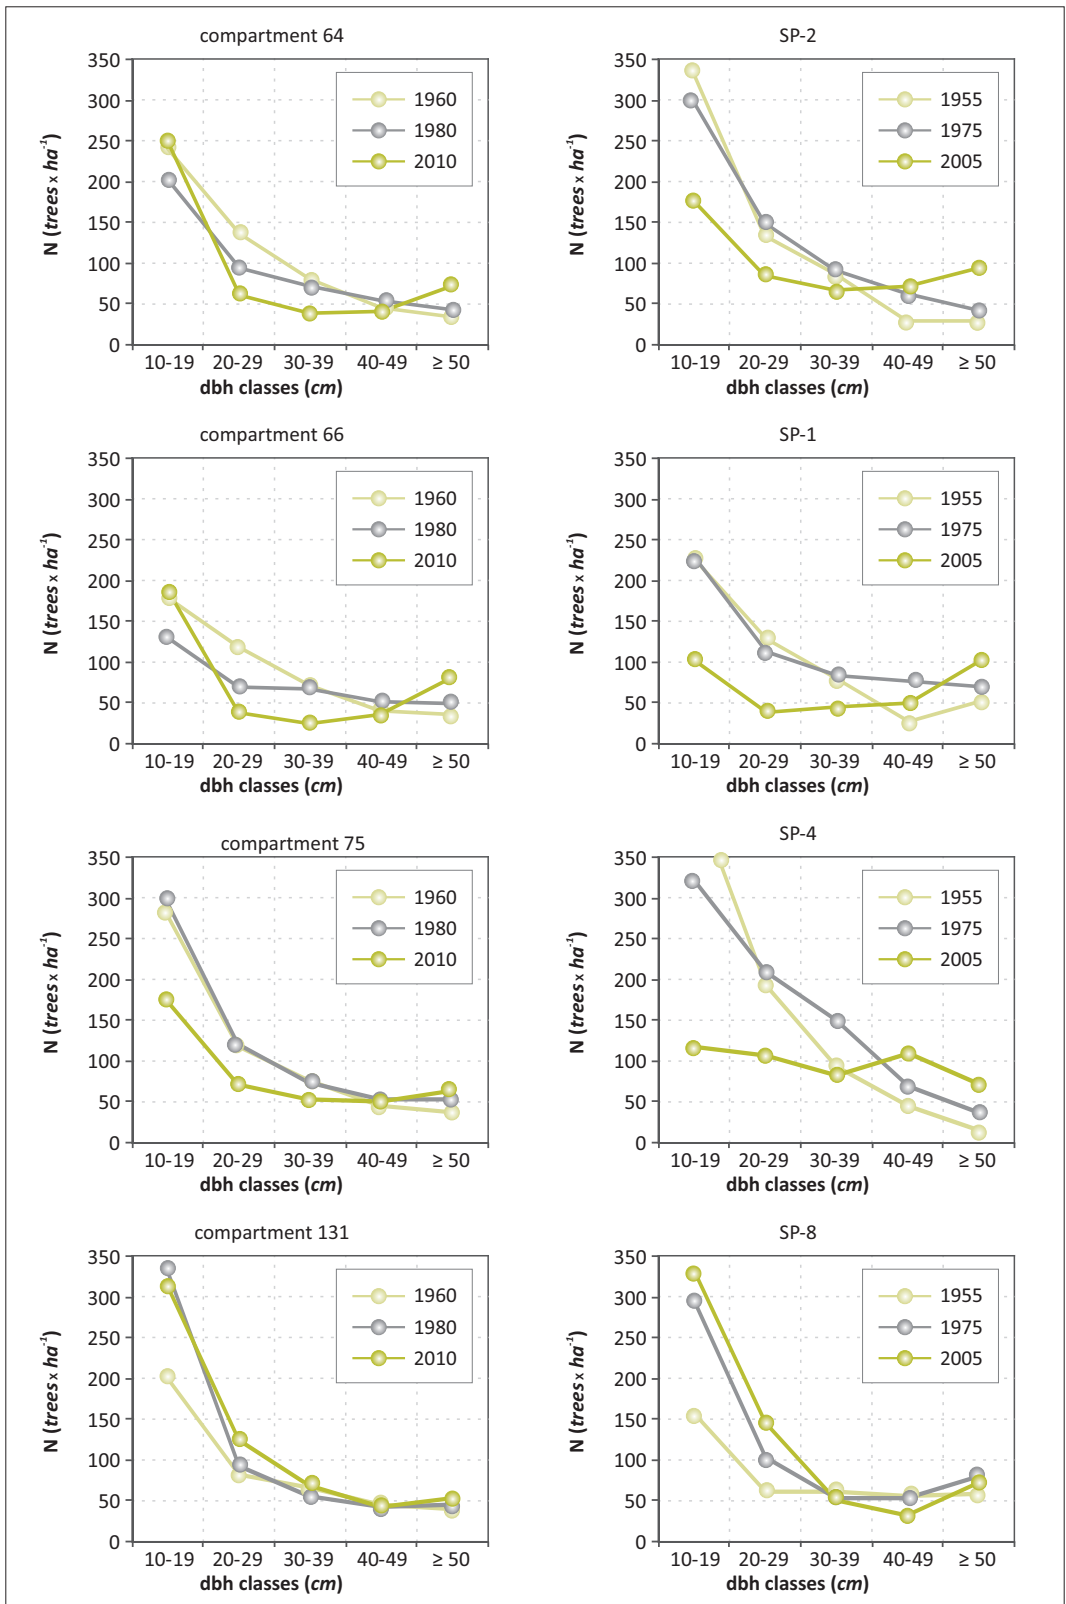 compartment 64
350
300
250
200
150
100
50
0
N (trees x ha-1)
1960
1980
2010
10-19 20-29 30-39 40-49 ≥ 50
dbh classes (cm)
SP-2
350
300
250
200
150
100
50
0
N (trees x ha-1)
1955
1975
2005
10-19 20-29 30-39 40-49 ≥ 50
dbh classes (cm)
compartment 66
350
300
250
200
150
100
50
0
N (trees x ha-1)
1960
1980
2010
10-19 20-29 30-39 40-49 ≥ 50
dbh classes (cm)
SP-1
350
300
250
200
150
100
50
0
N (trees x ha-1)
1955
1975
2005
10-19 20-29 30-39 40-49 ≥ 50
dbh classes (cm)
compartment 75
350
300
250
200
150
100
50
0
N (trees x ha-1)
1960
1980
2010
10-19 20-29 30-39 40-49 ≥ 50
dbh classes (cm)
SP-4
350
300
250
200
150
100
50
0
N (trees x ha-1)
1955
1975
2005
10-19 20-29 30-39 40-49 ≥ 50
dbh classes (cm)
compartment 131
350
300
250
200
150
100
50
0
N (trees x ha-1)
1960
1980
2010
10-19 20-29 30-39 40-49 ≥ 50
dbh classes (cm)
SP-8
350
300
250
200
150
100
50
0
N (trees x ha-1)
1955
1975
2005
10-19 20-29 30-39 40-49 ≥ 50
dbh classes (cm)